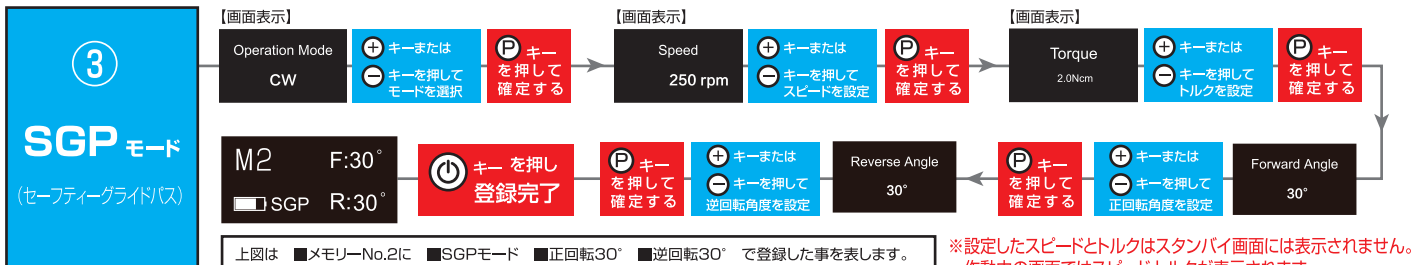 ③
SGP モード
(セーフティーグライドパス)
【画面表示】
Operation Mode
CW
⊕ キーまたは
⊖ キーを押して
モードを選択
Ⓟ キー
を押して
確定する
【画面表示】
Speed
250 rpm
⊕ キーまたは
⊖ キーを押して
スピードを設定
Ⓟ キー
を押して
確定する
【画面表示】
Torque
2.0Ncm
⊕ キーまたは
⊖ キーを押して
トルクを設定
Ⓟ キー
を押して
確定する
Forward Angle
30°
⊕ キーまたは
⊖ キーを押して
正回転角度を設定
Ⓟ キー
を押して
確定する
Reverse Angle
30°
⊕ キーまたは
⊖ キーを押して
逆回転角度を設定
Ⓟ キー
を押して
確定する
キー を押し
登録完了
M2 F:30°
SGP R:30°
上図は ■メモリーNo.2に ■SGPモード ■正回転30° ■逆回転30° で登録した事を表します。
※設定したスピードとトルクはスタンバイ画面には表示されません。